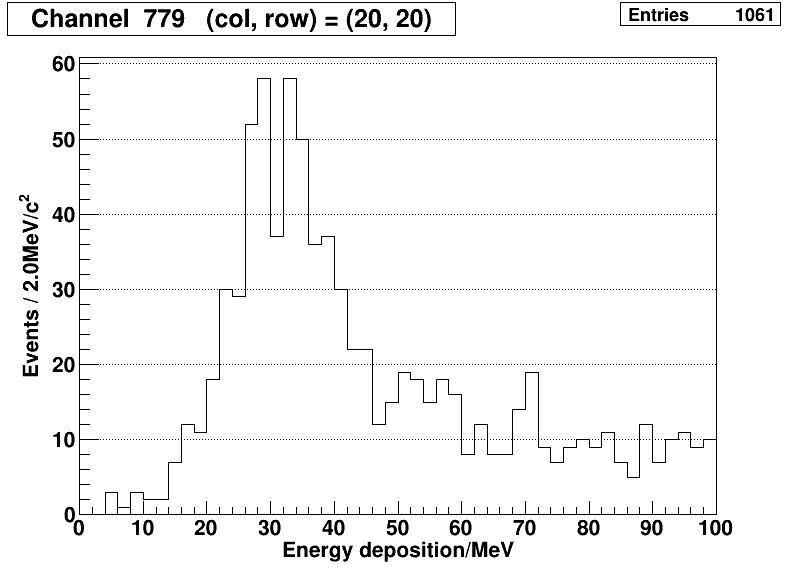 Channel 779 (col, row) = (20, 20)
Entries 1061
60
50
40
30
20
10
0
Events / 2.0MeV/c²
0 10 20 30 40 50 60 70 80 90 100
Energy deposition/MeV